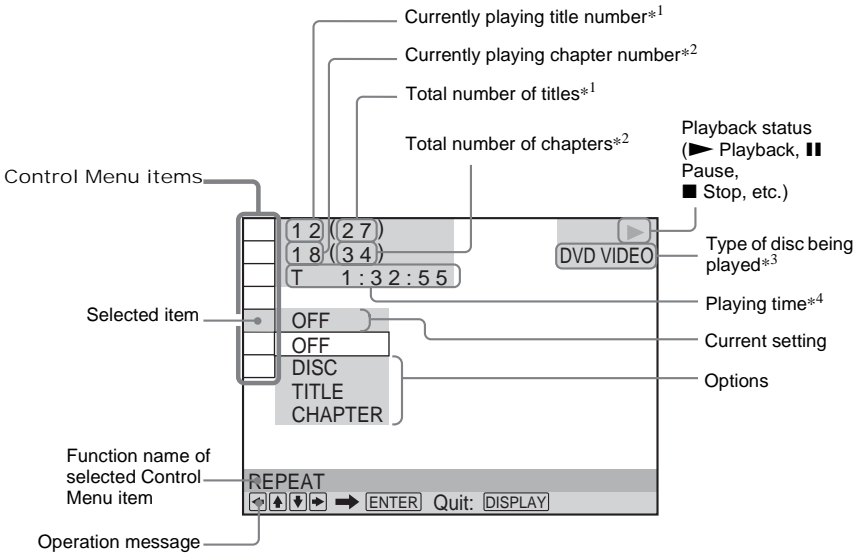 Currently playing title number*1
Currently playing chapter number*2
Total number of titles*1
Total number of chapters*2
Playback status
(► Playback, ❚❚
Pause,
■ Stop, etc.)
Control Menu items
12(27)
18(34)
T 1:32:55
►
DVD VIDEO
Type of disc being
played*3
Playing time*4
Selected item
OFF
Current setting
OFF
DISC
TITLE
CHAPTER
Options
Function name of
selected Control
Menu item
REPEAT
←↑↓→ ➡ ENTER Quit: DISPLAY
Operation message